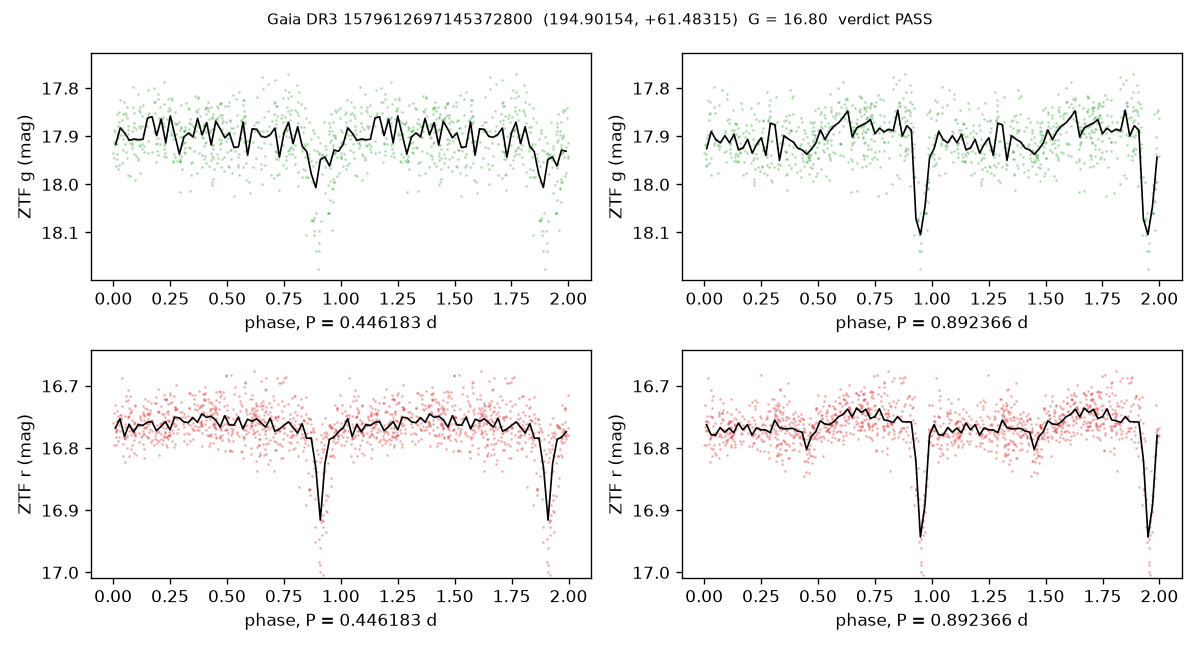 Gaia DR3 1579612697145372800 (194.90154, +61.48315) G = 16.80 verdict PASS
ZTF g (mag)
17.8
17.9
18.0
18.1
0.00 0.25 0.50 0.75 1.00 1.25 1.50 1.75 2.00
phase, P = 0.446183 d
ZTF g (mag)
17.8
17.9
18.0
18.1
0.00 0.25 0.50 0.75 1.00 1.25 1.50 1.75 2.00
phase, P = 0.892366 d
ZTF r (mag)
16.7
16.8
16.9
17.0
0.00 0.25 0.50 0.75 1.00 1.25 1.50 1.75 2.00
phase, P = 0.446183 d
ZTF r (mag)
16.7
16.8
16.9
17.0
0.00 0.25 0.50 0.75 1.00 1.25 1.50 1.75 2.00
phase, P = 0.892366 d